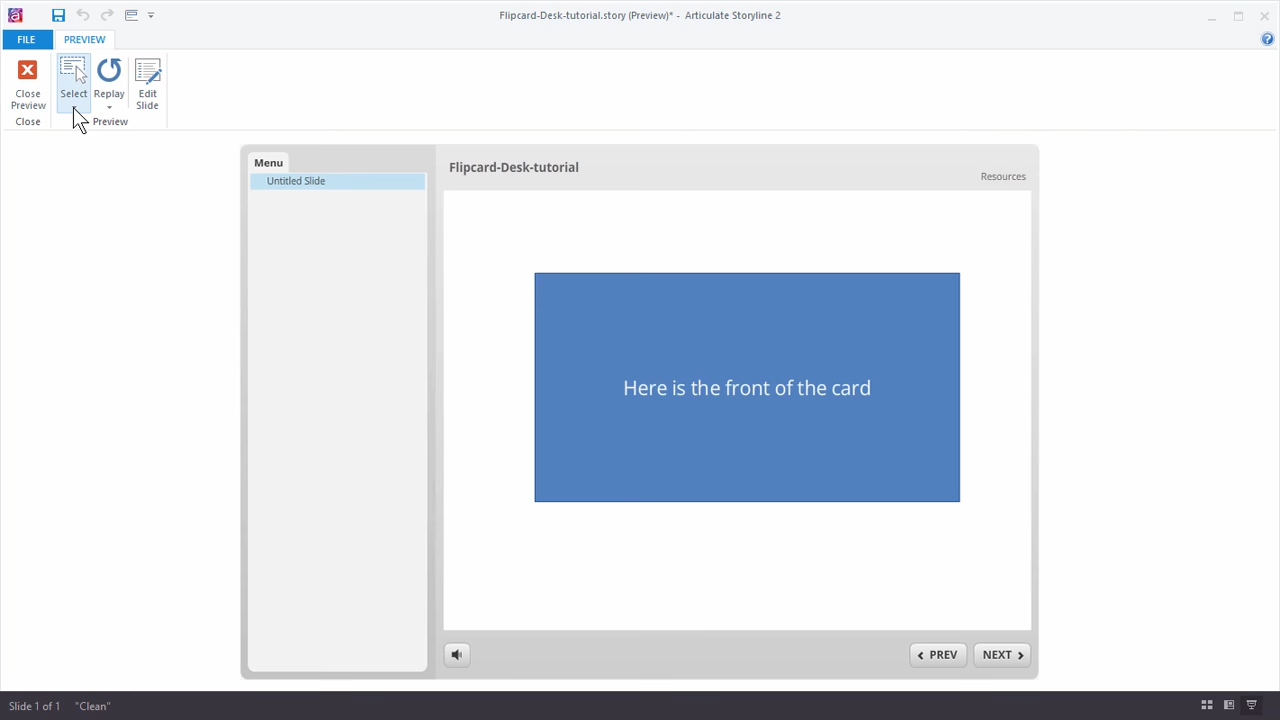 Flipcard-Desk-tutorial.story (Preview)* - Articulate Storyline 2
FILE PREVIEW
Close Preview
Select
Replay
Edit Slide
Close
Preview
Menu
Untitled Slide
Flipcard-Desk-tutorial
Resources
Here is the front of the card
PREV
NEXT
Slide 1 of 1 "Clean"